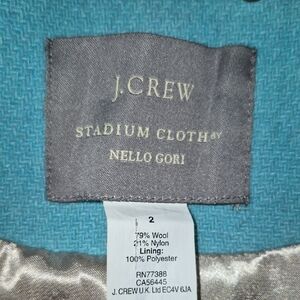 J.CREW
STADIUM CLOTH BY
NELLO GORI
2
79% Wool
21% Nylon
Lining:
100% Polyester
RN77388
CA56445
J. CREW U.K. Ltd EC4V 6JA